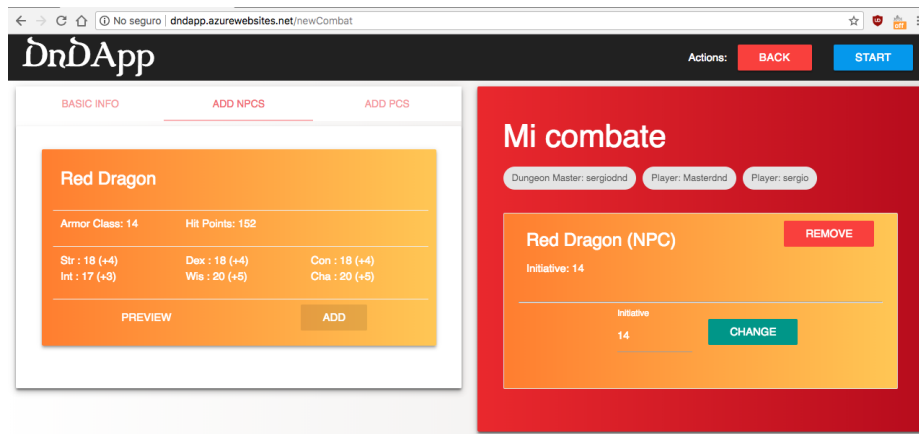 No seguro | dndapp.azurewebsites.net/newCombat
off
DnDApp
Actions: BACK START
BASIC INFO ADD NPCS ADD PCS
Red Dragon
Armor Class: 14 Hit Points: 152
Str : 18 (+4) Dex : 18 (+4) Con : 18 (+4)
Int : 17 (+3) Wis : 20 (+5) Cha : 20 (+5)
PREVIEW ADD
Mi combate
Dungeon Master: sergiodnd Player: Masterdnd Player: sergio
Red Dragon (NPC) REMOVE
Initiative: 14
Initiative
14 CHANGE